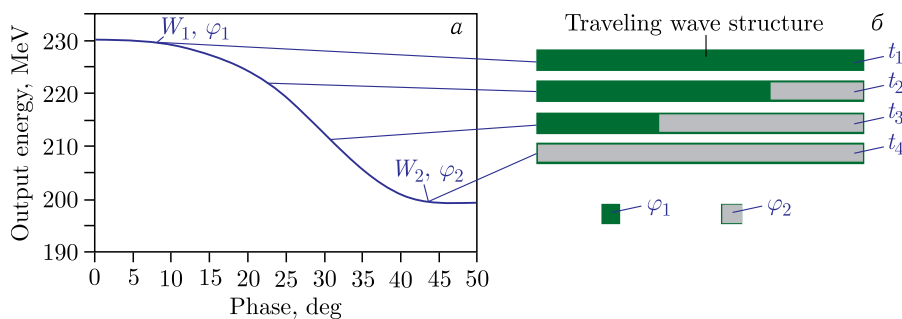 Output energy, MeV
230
220
210
200
190
0 5 10 15 20 25 30 35 40 45 50
Phase, deg
W1, φ1
W2, φ2
а
Traveling wave structure
б
t1
t2
t3
t4
φ1
φ2